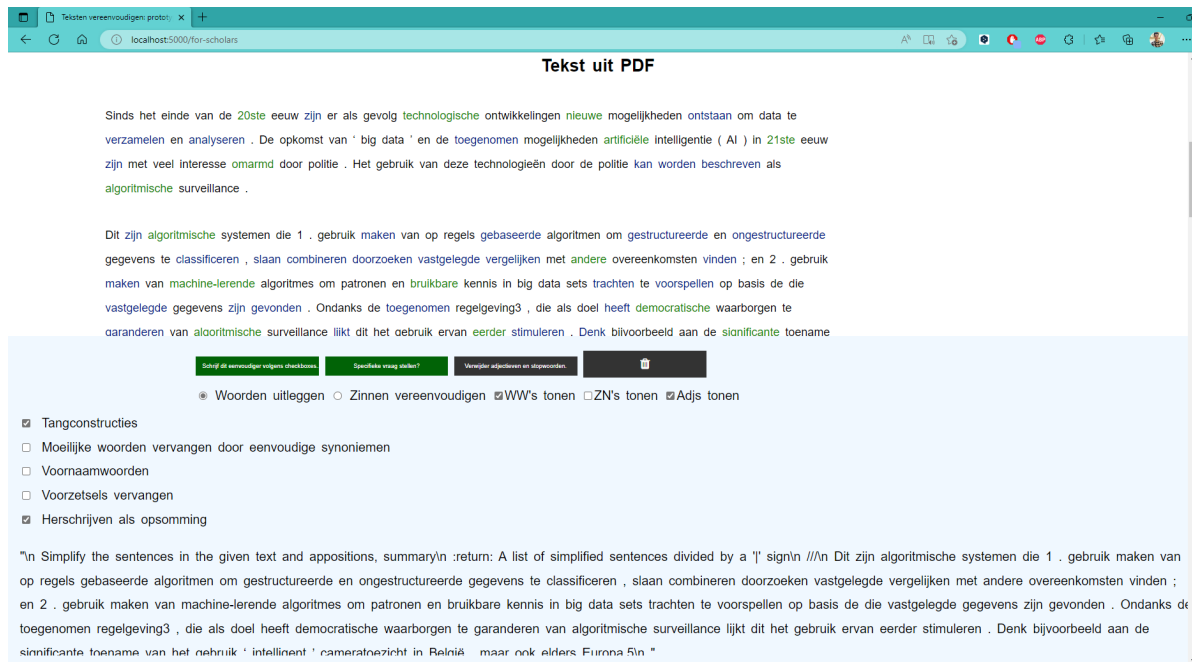 Teksten vereenvoudigen: prototy
localhost:5000/for-scholars
Tekst uit PDF
Sinds het einde van de 20ste eeuw zijn er als gevolg technologische ontwikkelingen nieuwe mogelijkheden ontstaan om data te
verzamelen en analyseren . De opkomst van ‘ big data ’ en de toegenomen mogelijkheden artificiële intelligentie ( AI ) in 21ste eeuw
zijn met veel interesse omarmd door politie . Het gebruik van deze technologieën door de politie kan worden beschreven als
algoritmische surveillance .
Dit zijn algoritmische systemen die 1 . gebruik maken van op regels gebaseerde algoritmen om gestructureerde en ongestructureerde
gegevens te classificeren , slaan combineren doorzoeken vastgelegde vergelijken met andere overeenkomsten vinden ; en 2 . gebruik
maken van machine-lerende algoritmes om patronen en bruikbare kennis in big data sets trachten te voorspellen op basis de die
vastgelegde gegevens zijn gevonden . Ondanks de toegenomen regelgeving3 , die als doel heeft democratische waarborgen te
garanderen van algoritmische surveillance lijkt dit het gebruik ervan eerder stimuleren . Denk bijvoorbeeld aan de significante toename
Schrijf dit eenvoudiger volgens checkboxes. Specifieke vraag stellen? Verwijder adjectieven en stopwoorden.
Woorden uitleggen Zinnen vereenvoudigen WW's tonen ZN's tonen Adjs tonen
Tangconstructies
Moeilijke woorden vervangen door eenvoudige synoniemen
Voornaamwoorden
Voorzetsels vervangen
Herschrijven als opsomming
"\n Simplify the sentences in the given text and appositions, summary\n :return: A list of simplified sentences divided by a '|' sign\n ///\n Dit zijn algoritmische systemen die 1 . gebruik maken van
op regels gebaseerde algoritmen om gestructureerde en ongestructureerde gegevens te classificeren , slaan combineren doorzoeken vastgelegde vergelijken met andere overeenkomsten vinden ;
en 2 . gebruik maken van machine-lerende algoritmes om patronen en bruikbare kennis in big data sets trachten te voorspellen op basis de die vastgelegde gegevens zijn gevonden . Ondanks de
toegenomen regelgeving3 , die als doel heeft democratische waarborgen te garanderen van algoritmische surveillance lijkt dit het gebruik ervan eerder stimuleren . Denk bijvoorbeeld aan de
significante toename van het gebruik ‘ intelligent ’ cameratoezicht in België , maar ook elders Europa.5\n "